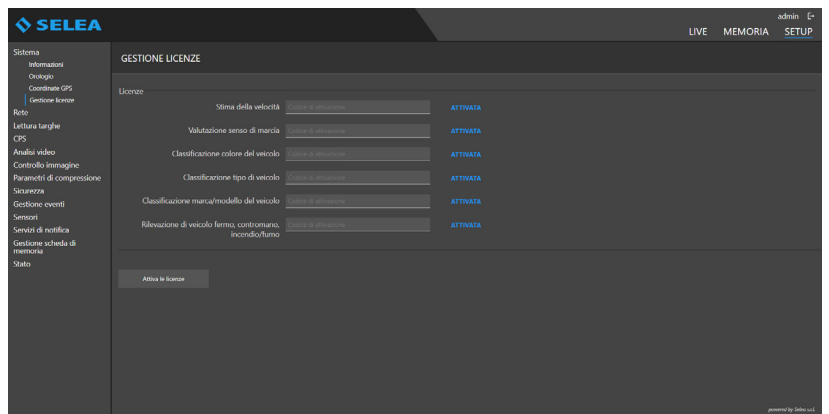 SELEA
admin
LIVE MEMORIA SETUP
Sistema
Informazioni
Orologio
Coordinate GPS
Gestione licenze
Rete
Lettura targhe
CPS
Analisi video
Controllo immagine
Parametri di compressione
Sicurezza
Gestione eventi
Sensori
Servizi di notifica
Gestione scheda di
memoria
Stato
GESTIONE LICENZE
Licenze
Stima della velocità Codice di attivazione ATTIVATA
Valutazione senso di marcia Codice di attivazione ATTIVATA
Classificazione colore del veicolo Codice di attivazione ATTIVATA
Classificazione tipo di veicolo Codice di attivazione ATTIVATA
Classificazione marca/modello del veicolo Codice di attivazione ATTIVATA
Rilevazione di veicolo fermo, contromano, Codice di attivazione ATTIVATA
incendio/fumo
Attiva le licenze
powered by Selea s.r.l.